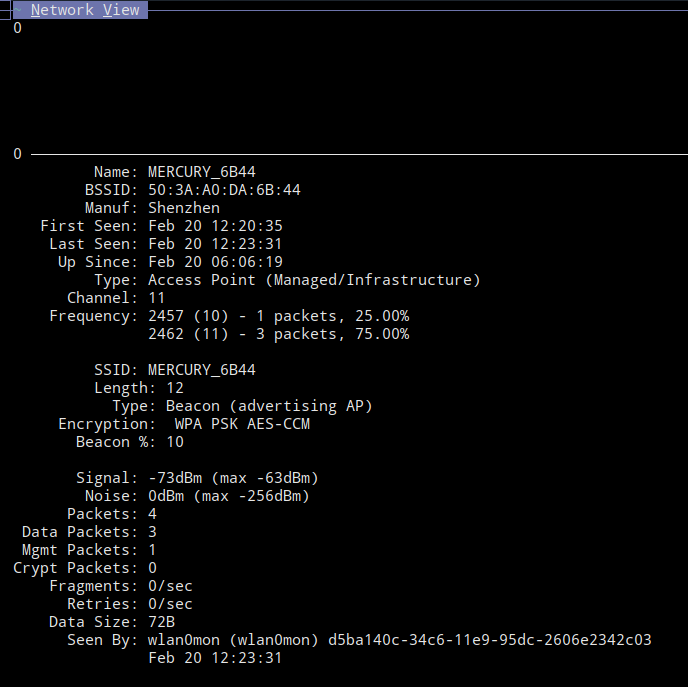 ~ Network View
0
0
Name: MERCURY_6B44
BSSID: 50:3A:A0:DA:6B:44
Manuf: Shenzhen
First Seen: Feb 20 12:20:35
Last Seen: Feb 20 12:23:31
Up Since: Feb 20 06:06:19
Type: Access Point (Managed/Infrastructure)
Channel: 11
Frequency: 2457 (10) - 1 packets, 25.00%
2462 (11) - 3 packets, 75.00%
SSID: MERCURY_6B44
Length: 12
Type: Beacon (advertising AP)
Encryption: WPA PSK AES-CCM
Beacon %: 10
Signal: -73dBm (max -63dBm)
Noise: 0dBm (max -256dBm)
Packets: 4
Data Packets: 3
Mgmt Packets: 1
Crypt Packets: 0
Fragments: 0/sec
Retries: 0/sec
Data Size: 72B
Seen By: wlan0mon (wlan0mon) d5ba140c-34c6-11e9-95dc-2606e2342c03
Feb 20 12:23:31